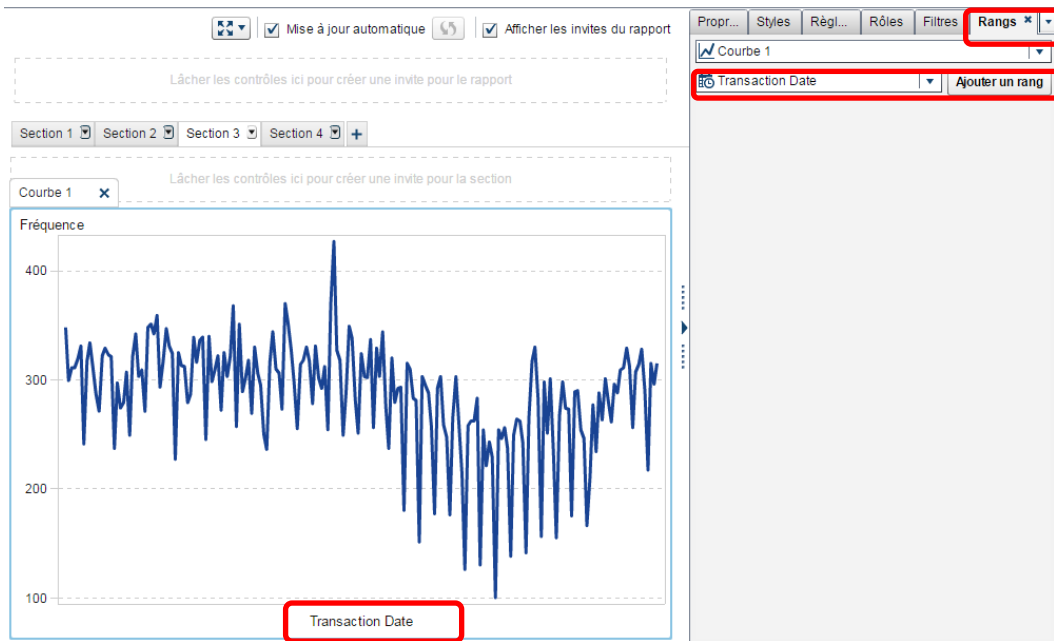 Mise à jour automatique
Afficher les invites du rapport
Lâcher les contrôles ici pour créer une invite pour le rapport
Section 1
Section 2
Section 3
Section 4
Lâcher les contrôles ici pour créer une invite pour la section
Courbe 1
Fréquence
400
300
200
100
Transaction Date
Propr...
Styles
Règl...
Rôles
Filtres
Rangs
Courbe 1
Transaction Date
Ajouter un rang